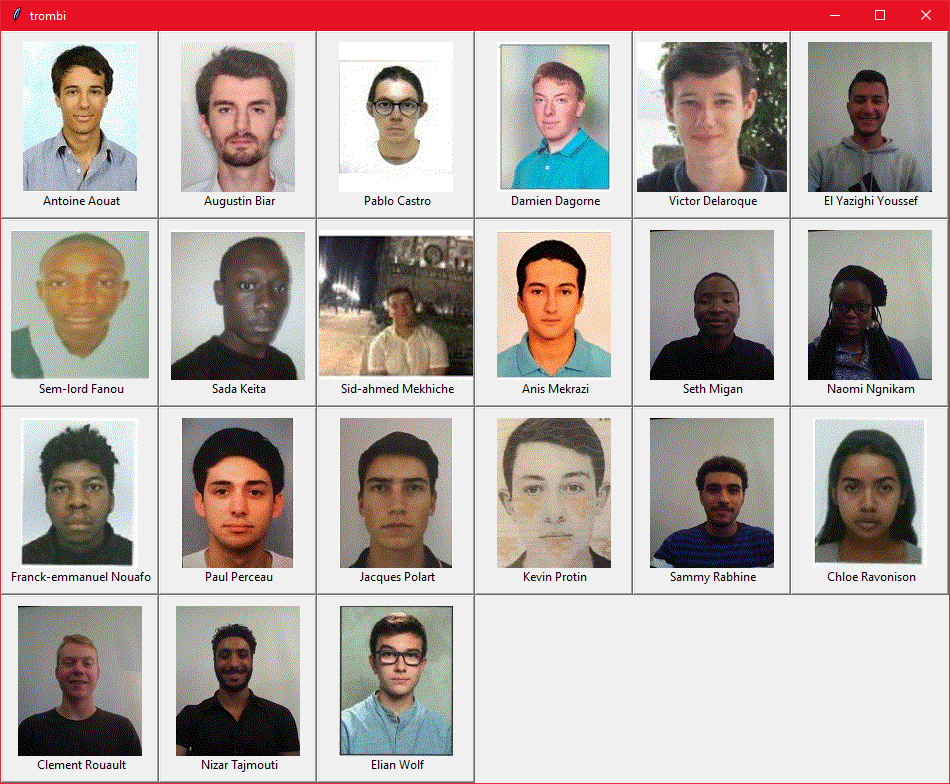 trombi
Antoine Aouat
Augustin Biar
Pablo Castro
Damien Dagorne
Victor Delaroque
El Yazighi Youssef
Sem-lord Fanou
Sada Keita
Sid-ahmed Mekhiche
Anis Mekrazi
Seth Migan
Naomi Ngnikam
Franck-emmanuel Nouafo
Paul Perceau
Jacques Polart
Kevin Protin
Sammy Rabhine
Chloe Ravonison
Clement Rouault
Nizar Tajmouti
Elian Wolf